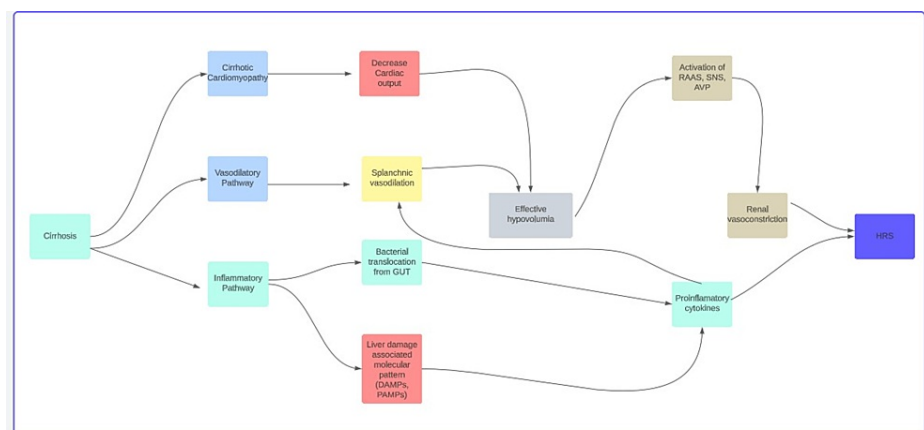 Cirrhotic
Cardiomyopathy
Decrease
Cardiac
output
Activation of
RAAS, SNS,
AVP
Vasodilatory
Pathway
Splanchnic
vasodilation
Effective
hypovolumia
Renal
vasoconstriction
Cirrhosis
HRS
Inflammatory
Pathway
Bacterial
translocation
from GUT
Proinflamatory
cytokines
Liver damage
associated
molecular
pattern
(DAMPs,
PAMPs)